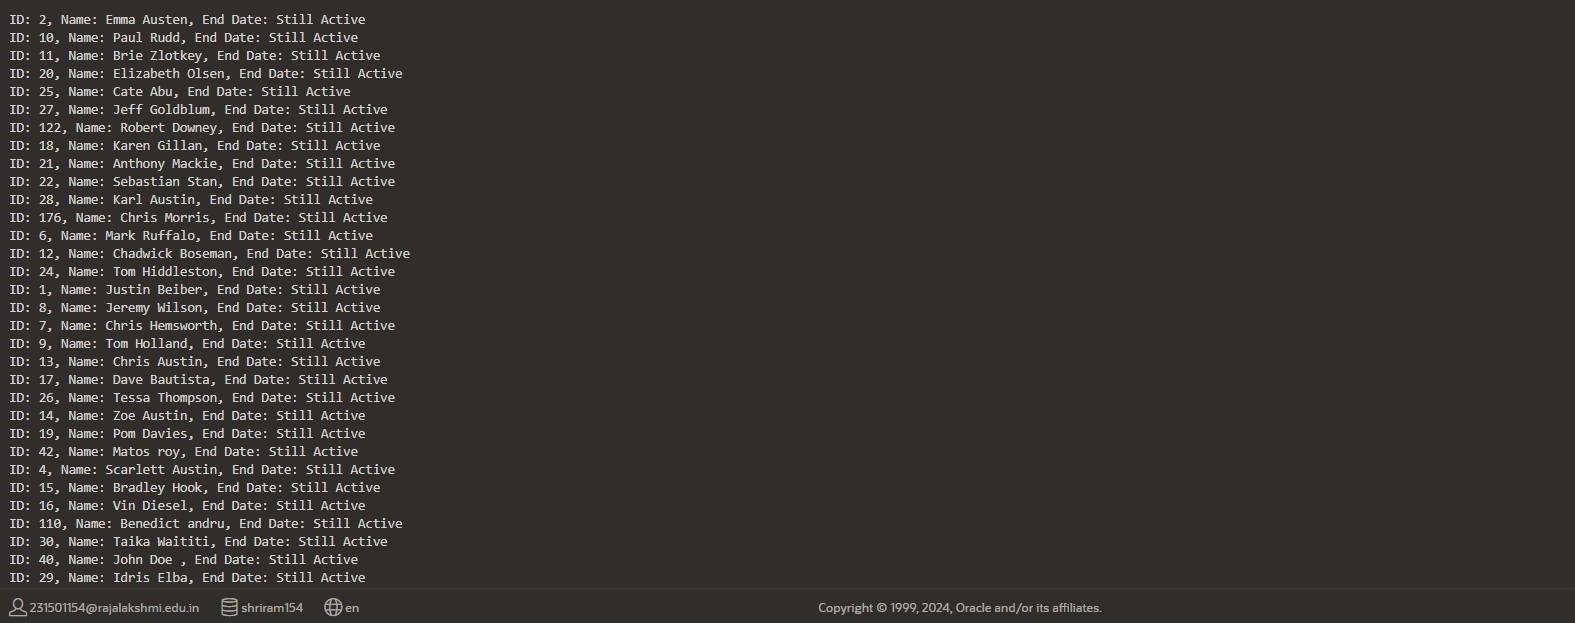 ID: 2, Name: Emma Austen, End Date: Still Active
ID: 10, Name: Paul Rudd, End Date: Still Active
ID: 11, Name: Brie Zlotkey, End Date: Still Active
ID: 20, Name: Elizabeth Olsen, End Date: Still Active
ID: 25, Name: Cate Abu, End Date: Still Active
ID: 27, Name: Jeff Goldblum, End Date: Still Active
ID: 122, Name: Robert Downey, End Date: Still Active
ID: 18, Name: Karen Gillan, End Date: Still Active
ID: 21, Name: Anthony Mackie, End Date: Still Active
ID: 22, Name: Sebastian Stan, End Date: Still Active
ID: 28, Name: Karl Austin, End Date: Still Active
ID: 176, Name: Chris Morris, End Date: Still Active
ID: 6, Name: Mark Ruffalo, End Date: Still Active
ID: 12, Name: Chadwick Boseman, End Date: Still Active
ID: 24, Name: Tom Hiddleston, End Date: Still Active
ID: 1, Name: Justin Beiber, End Date: Still Active
ID: 8, Name: Jeremy Wilson, End Date: Still Active
ID: 7, Name: Chris Hemsworth, End Date: Still Active
ID: 9, Name: Tom Holland, End Date: Still Active
ID: 13, Name: Chris Austin, End Date: Still Active
ID: 17, Name: Dave Bautista, End Date: Still Active
ID: 26, Name: Tessa Thompson, End Date: Still Active
ID: 14, Name: Zoe Austin, End Date: Still Active
ID: 19, Name: Pom Davies, End Date: Still Active
ID: 42, Name: Matos roy, End Date: Still Active
ID: 4, Name: Scarlett Austin, End Date: Still Active
ID: 15, Name: Bradley Hook, End Date: Still Active
ID: 16, Name: Vin Diesel, End Date: Still Active
ID: 110, Name: Benedict andru, End Date: Still Active
ID: 30, Name: Taika Waititi, End Date: Still Active
ID: 40, Name: John Doe , End Date: Still Active
ID: 29, Name: Idris Elba, End Date: Still Active
231501154@rajalakshmi.edu.in shriram154 en Copyright © 1999, 2024, Oracle and/or its affiliates.